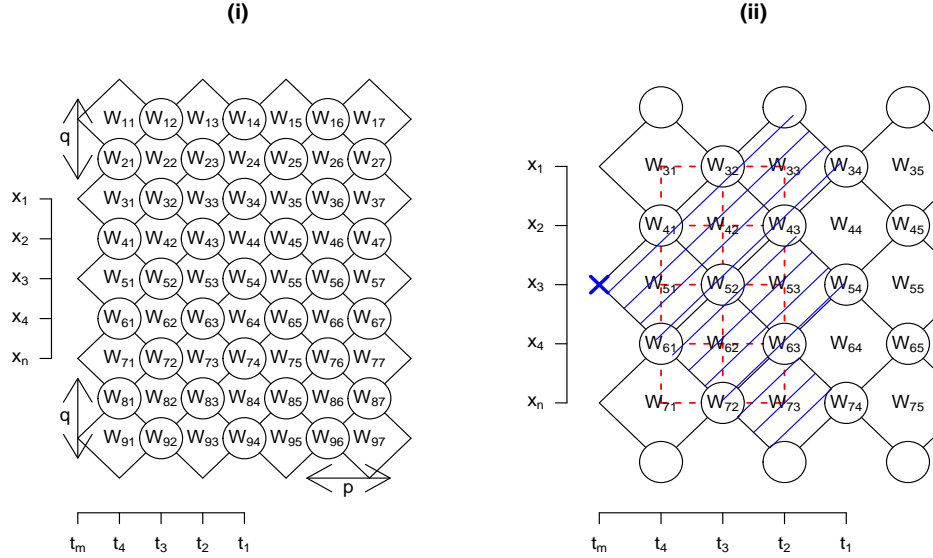 (i)
W11 W12 W13 W14 W15 W16 W17
q
W21 W22 W23 W24 W25 W26 W27
x1 W31 W32 W33 W34 W35 W36 W37
x2 W41 W42 W43 W44 W45 W46 W47
x3 W51 W52 W53 W54 W55 W56 W57
x4 W61 W62 W63 W64 W65 W66 W67
xn W71 W72 W73 W74 W75 W76 W77
W81 W82 W83 W84 W85 W86 W87
q
W91 W92 W93 W94 W95 W96 W97
p
tm t4 t3 t2 t1
(ii)
x1 W31 W32 W33 W34 W35
x2 W41 W42 W43 W44 W45
x3 W51 W52 W53 W54 W55
x4 W61 W62 W63 W64 W65
xn W71 W72 W73 W74 W75
tm t4 t3 t2 t1